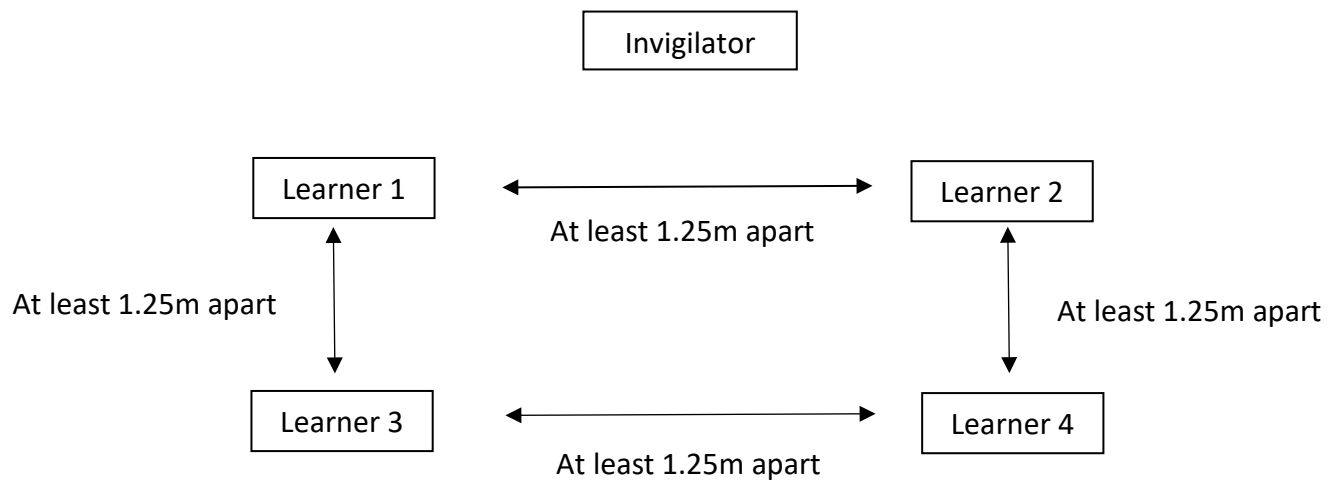 Invigilator
Learner 1
Learner 2
At least 1.25m apart
At least 1.25m apart
At least 1.25m apart
Learner 3
Learner 4
At least 1.25m apart